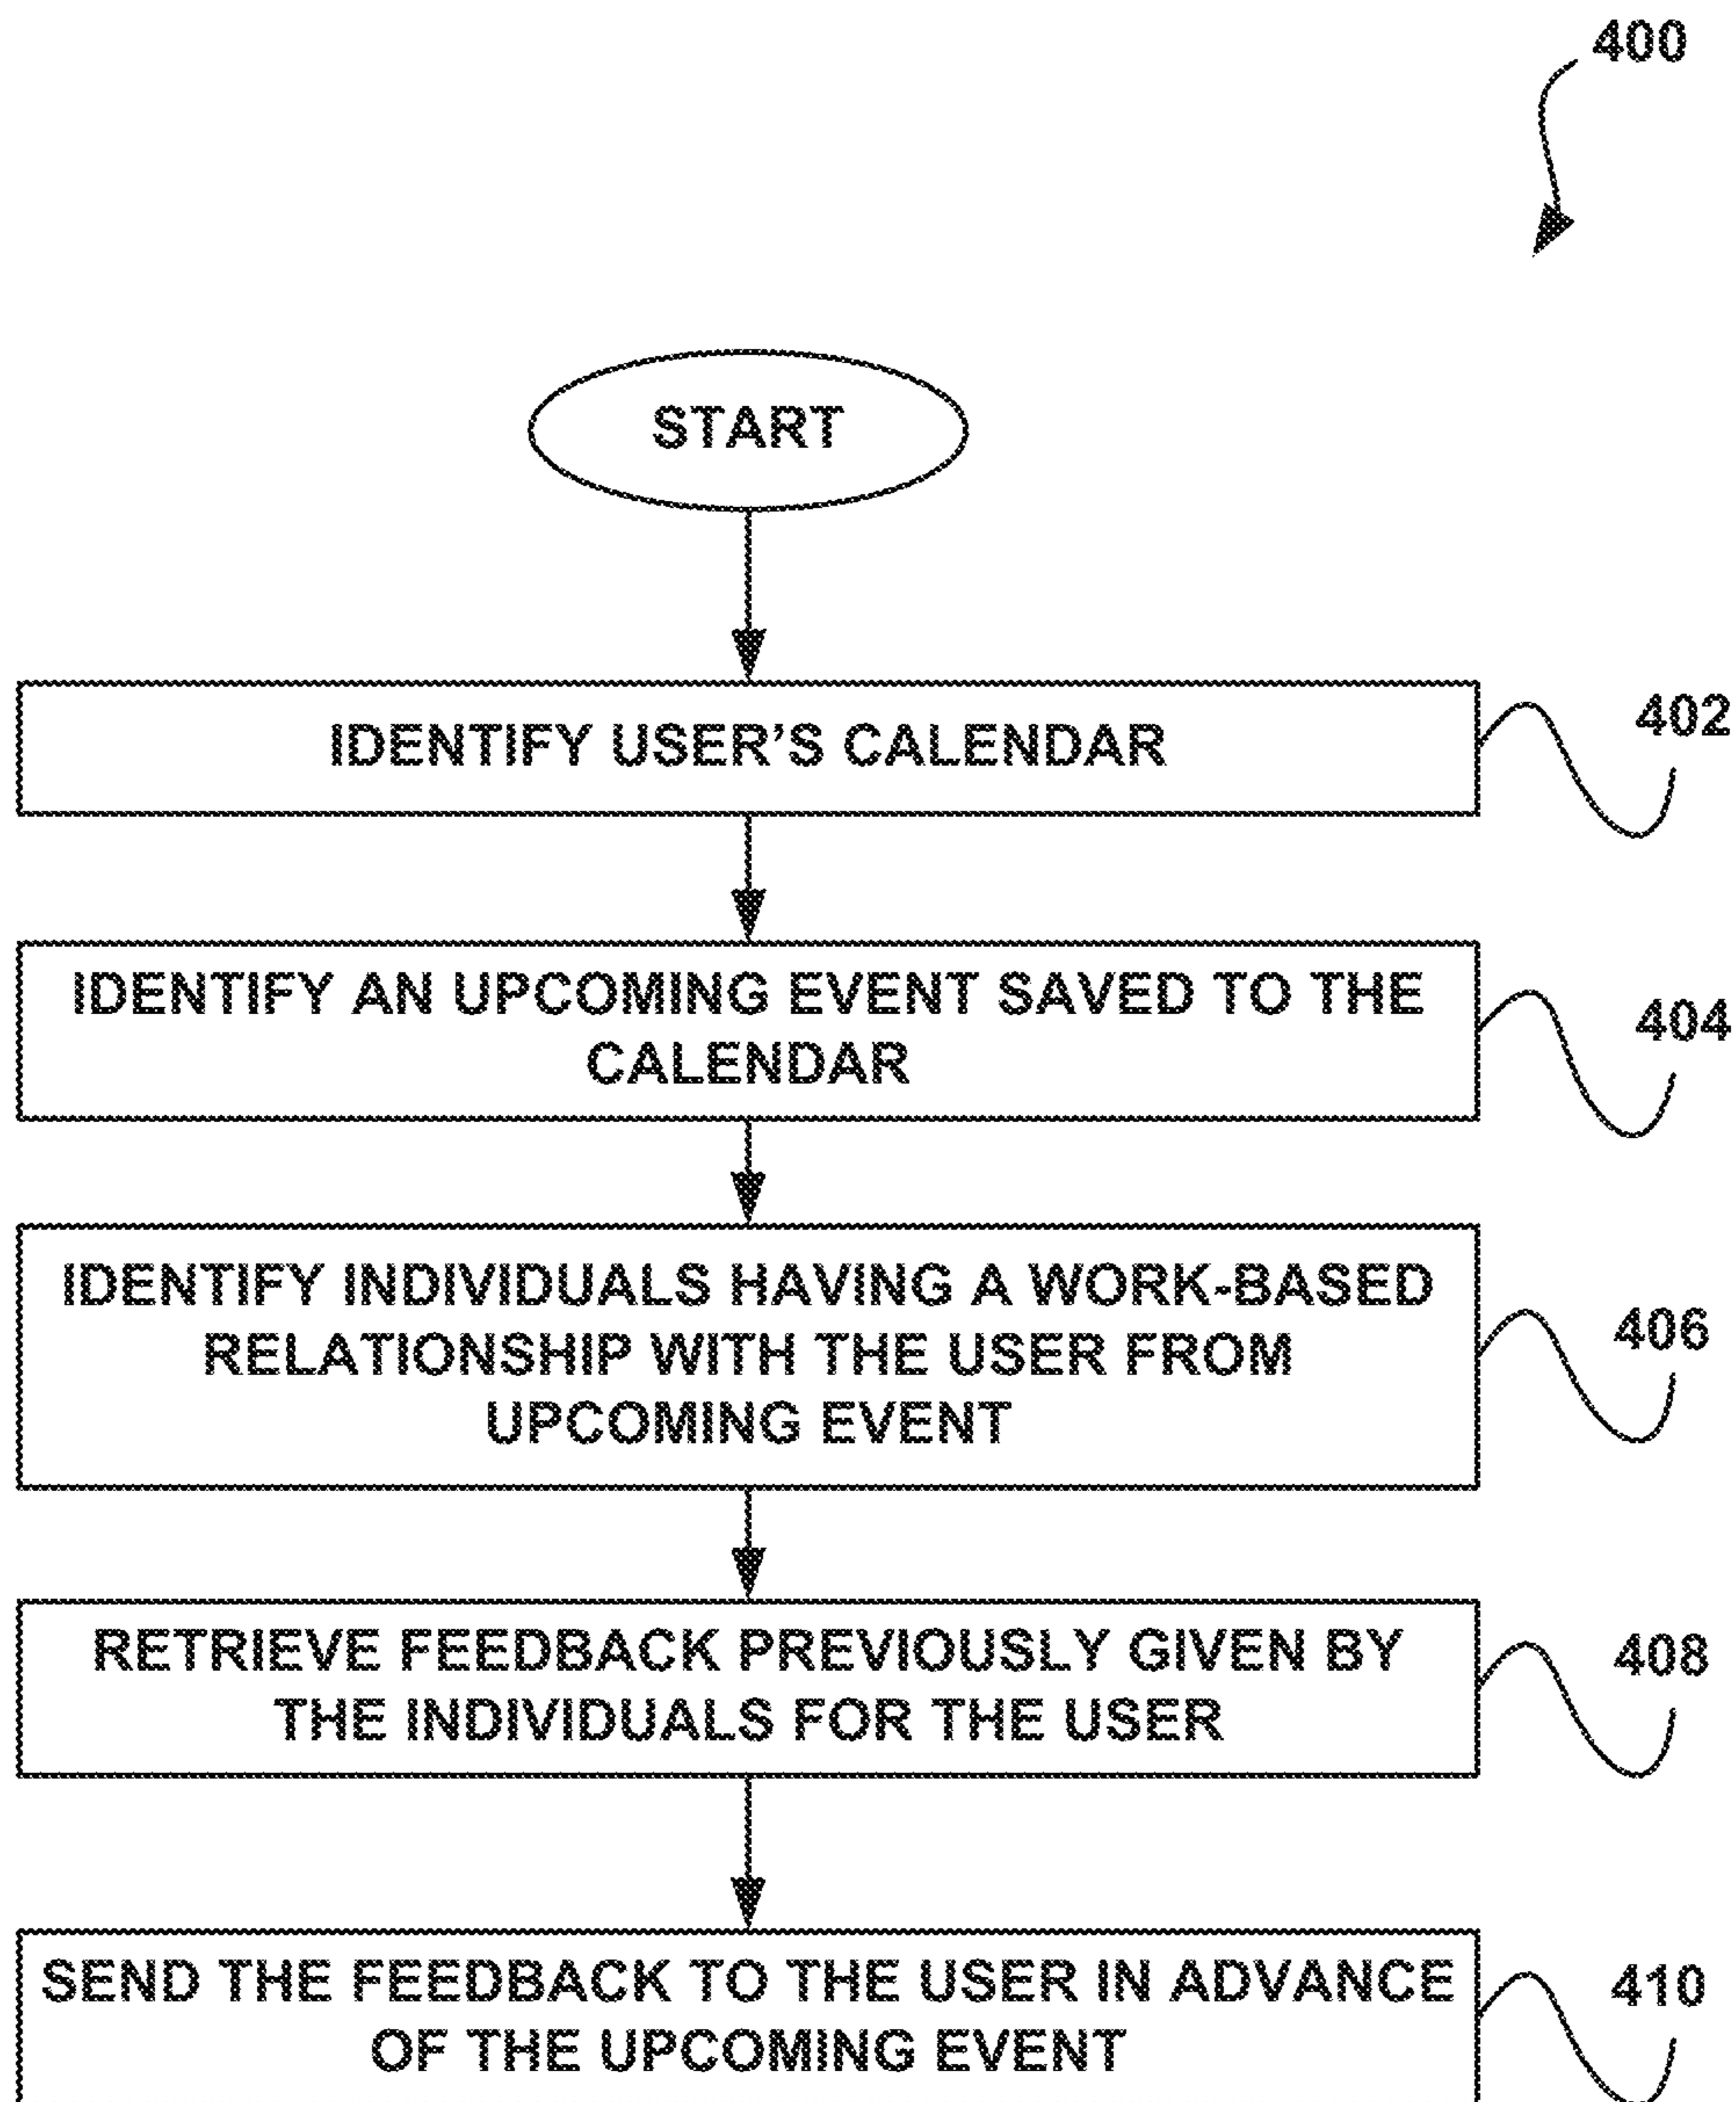 400
START
IDENTIFY USER'S CALENDAR
402
IDENTIFY AN UPCOMING EVENT SAVED TO THE
CALENDAR
404
IDENTIFY INDIVIDUALS HAVING A WORK-BASED
RELATIONSHIP WITH THE USER FROM
UPCOMING EVENT
406
RETRIEVE FEEDBACK PREVIOUSLY GIVEN BY
THE INDIVIDUALS FOR THE USER
408
SEND THE FEEDBACK TO THE USER IN ADVANCE
OF THE UPCOMING EVENT
410